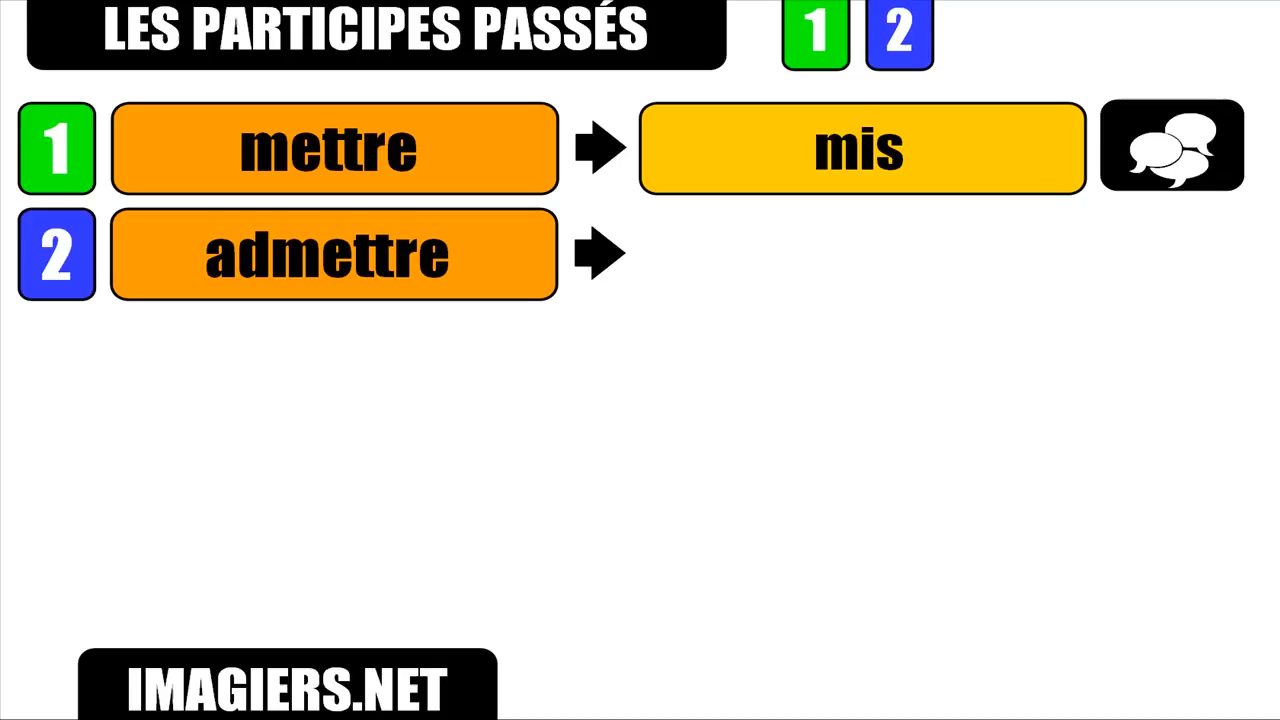 LES PARTICIPES PASSÉS 1 2
1 mettre mis
2 admettre
IMAGIERS.NET